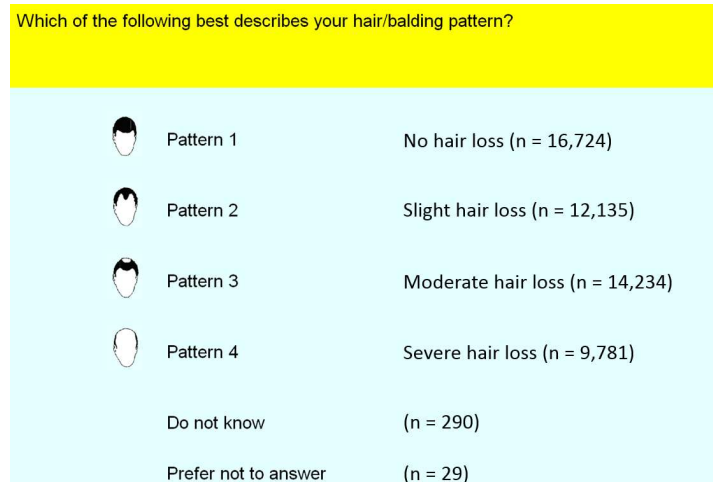 Which of the following best describes your hair/balding pattern?
Pattern 1 No hair loss (n = 16,724)
Pattern 2 Slight hair loss (n = 12,135)
Pattern 3 Moderate hair loss (n = 14,234)
Pattern 4 Severe hair loss (n = 9,781)
Do not know (n = 290)
Prefer not to answer (n = 29)